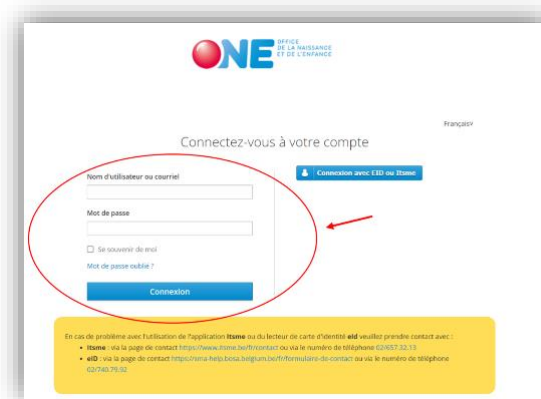 ONE
OFFICE
DE LA NAISSANCE
ET DE L'ENFANCE
Français
Connectez-vous à votre compte
Nom d'utilisateur ou courriel
Connexion avec EID ou Itsme
Mot de passe
Se souvenir de moi
Mot de passe oublié ?
Connexion
En cas de problème avec l'utilisation de l'application Itsme ou du lecteur de carte d'identité eId veuillez prendre contact avec :
• Itsme : via la page de contact https://www.itsme.be/fr/contact ou via le numéro de téléphone 02/657.32.13
• eID : via la page de contact https://sma-help.bosa.belgium.be/fr/formulaire-de-contact ou via le numéro de téléphone
02/740.79.92